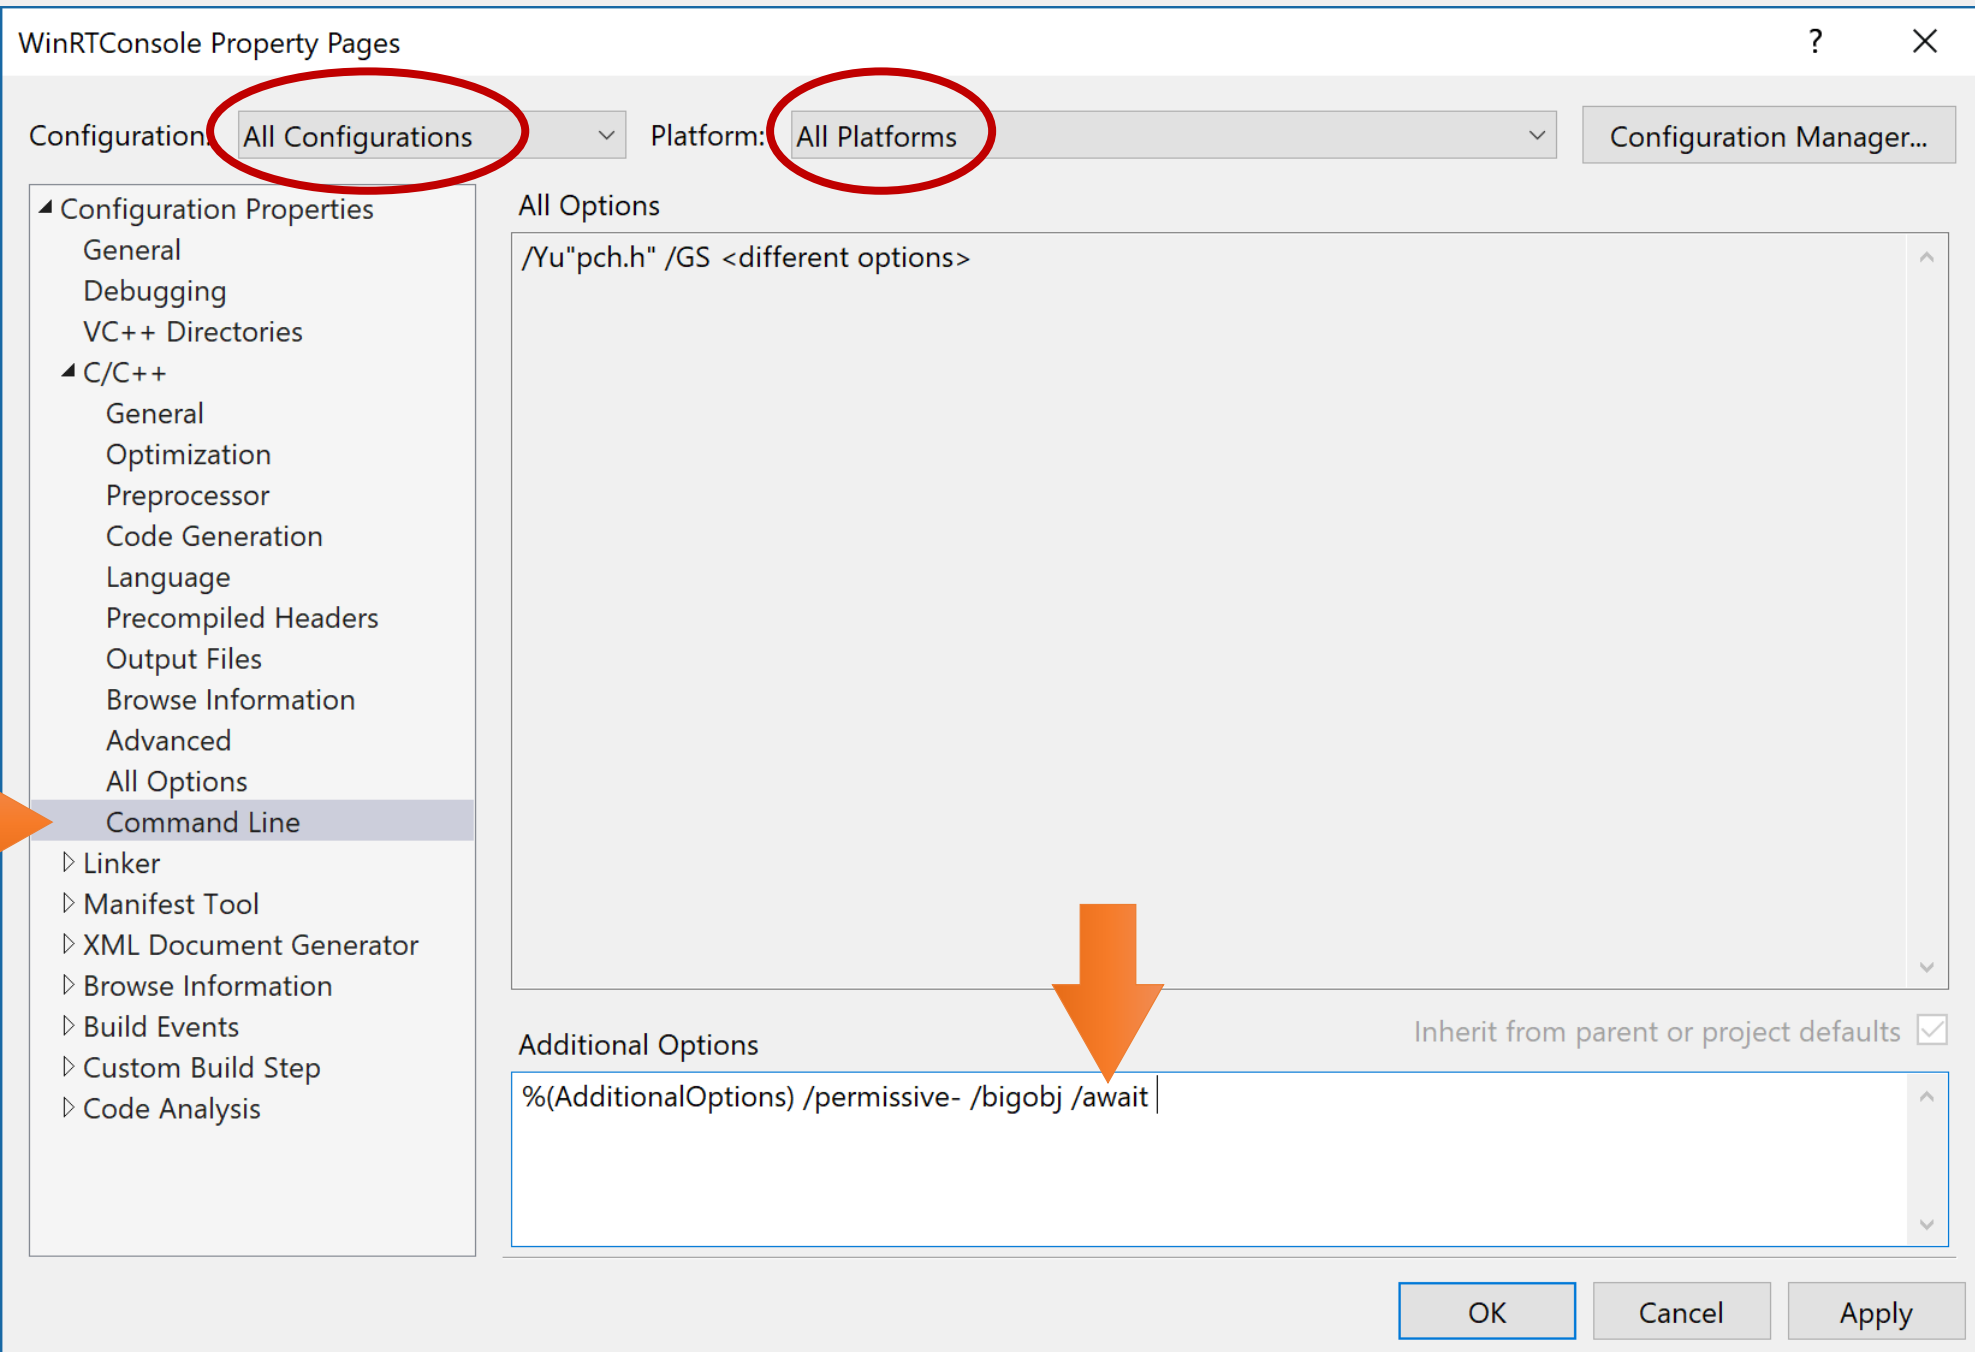 WinRTConsole Property Pages ?
Configuration: All Configurations Platform: All Platforms Configuration Manager...
Configuration Properties
General
Debugging
VC++ Directories
C/C++
General
Optimization
Preprocessor
Code Generation
Language
Precompiled Headers
Output Files
Browse Information
Advanced
All Options
Command Line
Linker
Manifest Tool
XML Document Generator
Browse Information
Build Events
Custom Build Step
Code Analysis
All Options
/Yu"pch.h" /GS <different options>
Additional Options
Inherit from parent or project defaults
%(AdditionalOptions) /permissive- /bigobj /await
OK Cancel Apply